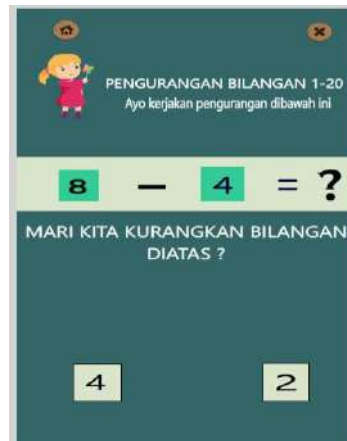 PENGURANGAN BILANGAN 1-20
Ayo kerjakan pengurangan dibawah ini
8 — 4 = ?
MARI KITA KURANGKAN BILANGAN
DIATAS ?
4 2